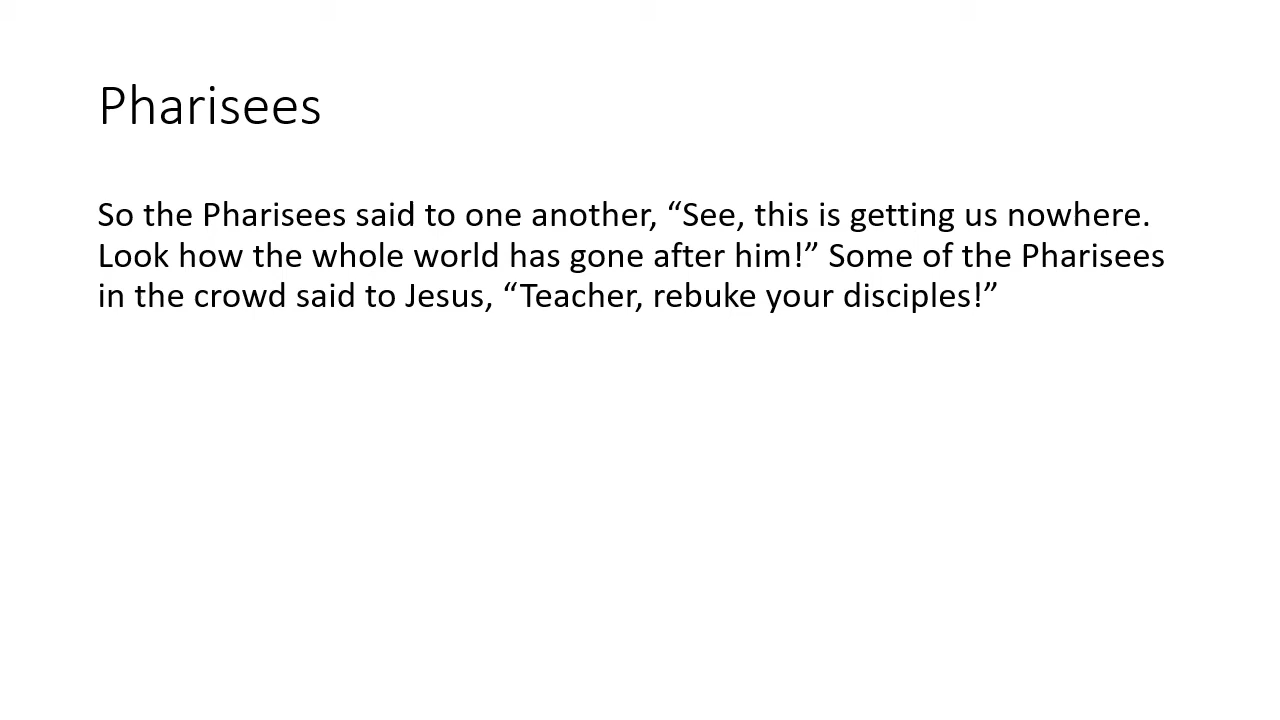 Pharisees
So the Pharisees said to one another, “See, this is getting us nowhere.
Look how the whole world has gone after him!” Some of the Pharisees
in the crowd said to Jesus, “Teacher, rebuke your disciples!”